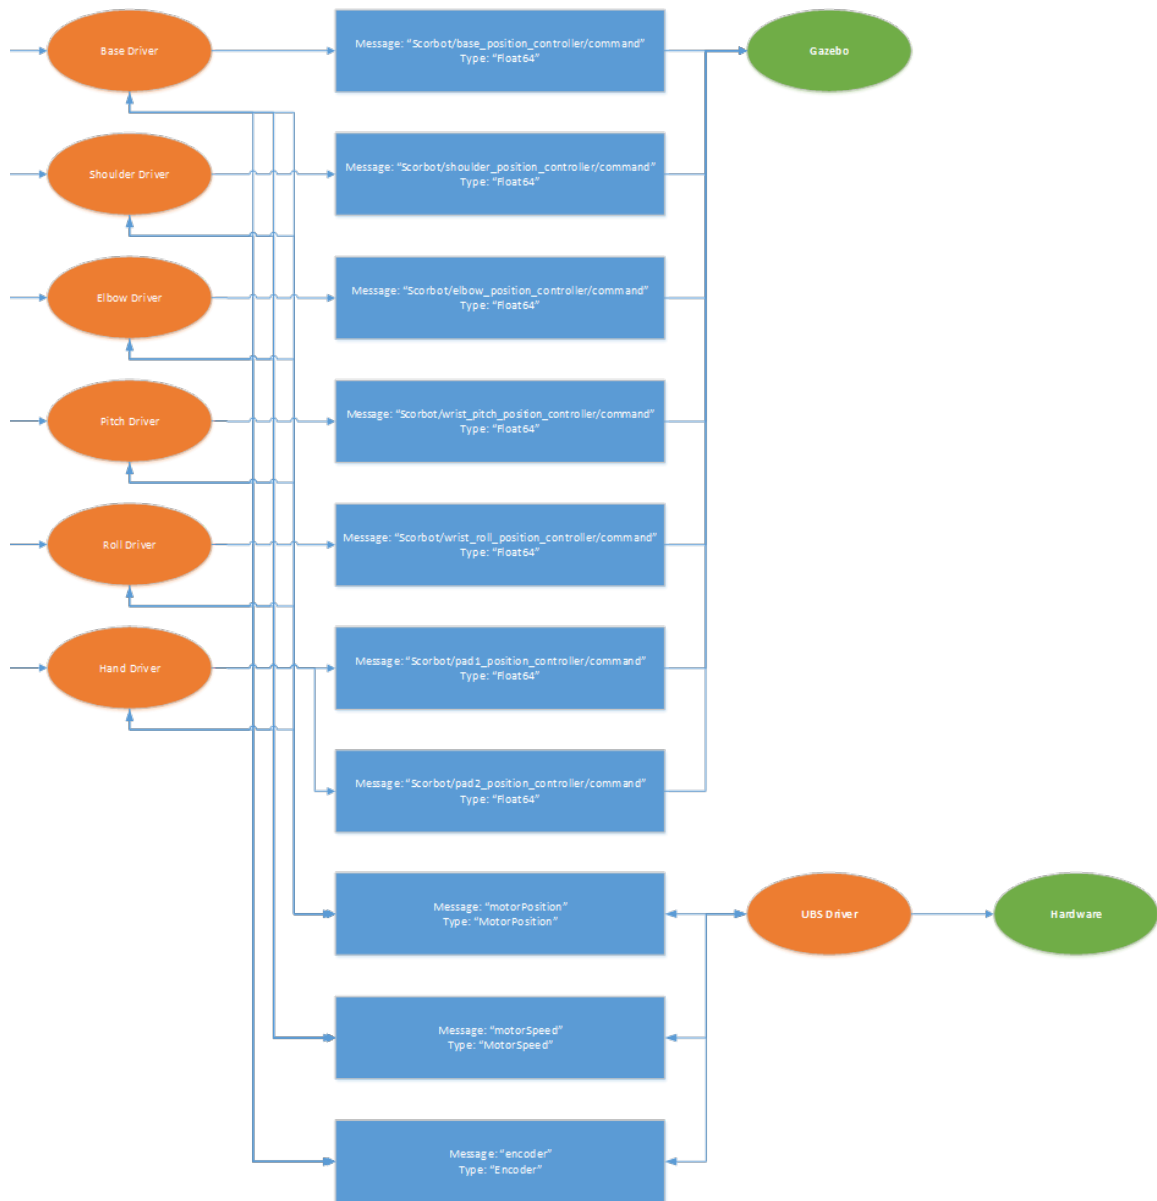 Base Driver
Message: “Scorbot/base_position_controller/command”
Type: “Float64”
Gazebo
Shoulder Driver
Message: “Scorbot/shoulder_position_controller/command”
Type: “Float64”
Elbow Driver
Message: “Scorbot/elbow_position_controller/command”
Type: “Float64”
Pitch Driver
Message: “Scorbot/wrist_pitch_position_controller/command”
Type: “Float64”
Roll Driver
Message: “Scorbot/wrist_roll_position_controller/command”
Type: “Float64”
Hand Driver
Message: “Scorbot/pad1_position_controller/command”
Type: “Float64”
Message: “Scorbot/pad2_position_controller/command”
Type: “Float64”
Message: “motorPosition”
Type: “MotorPosition”
UBS Driver
Hardware
Message: “motorSpeed”
Type: “MotorSpeed”
Message: “encoder”
Type: “Encoder”